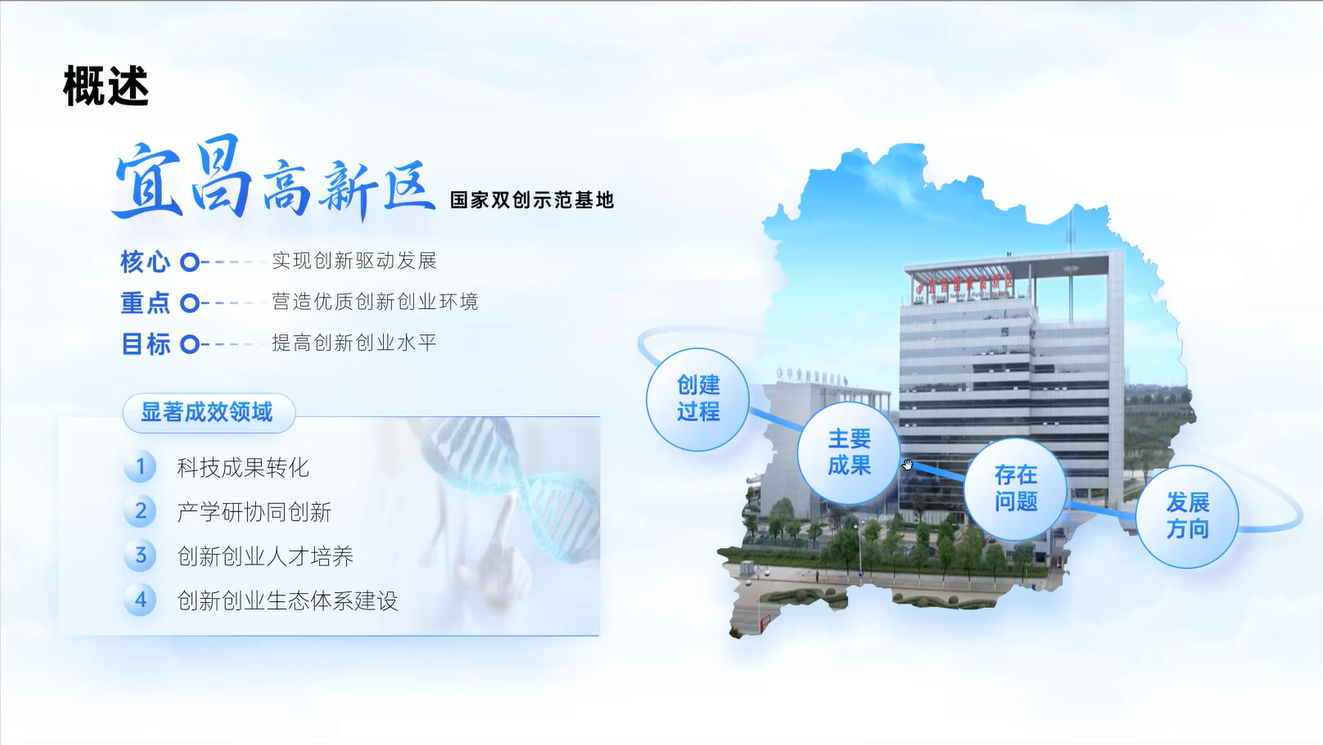 概述
宜昌高新区 国家双创示范基地
核心 实现创新驱动发展
重点 营造优质创新创业环境
目标 提高创新创业水平
显著成效领域
1 科技成果转化
2 产学研协同创新
3 创新创业人才培养
4 创新创业生态体系建设
创建
过程
主要
成果
存在
问题
发展
方向